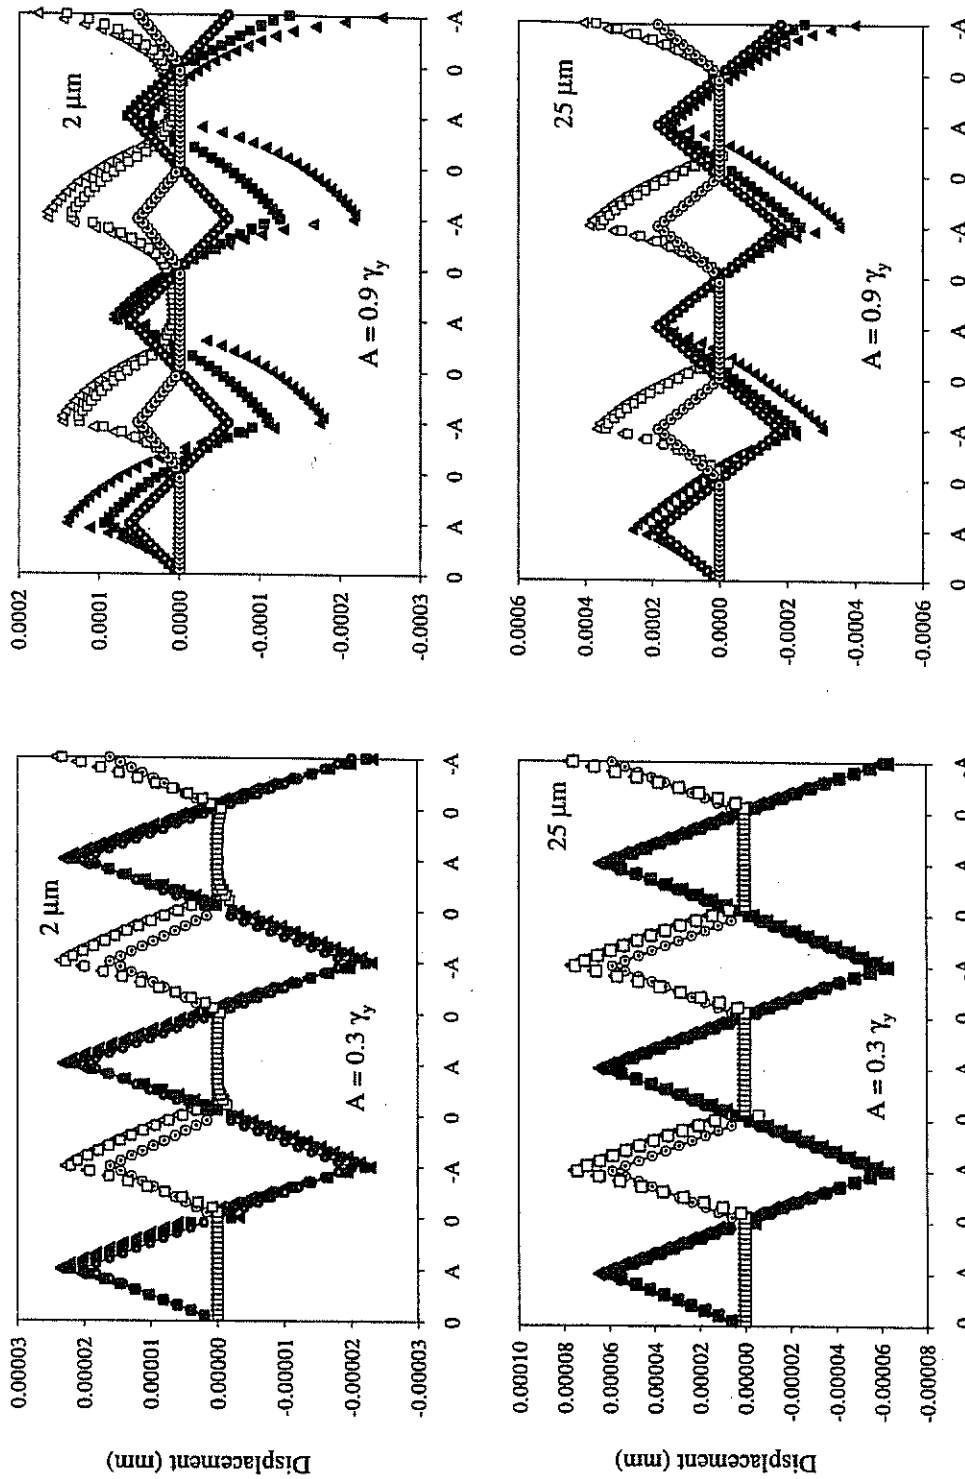 Displacement (mm)
0.00003
0.00002
0.00001
0.00000
-0.00001
-0.00002
-0.00003
2 μm
A = 0.3 γy
0 A 0 -A 0 A 0 -A 0 A 0 -A
0.0002
0.0001
0.0000
-0.0001
-0.0002
-0.0003
2 μm
A = 0.9 γy
0 A 0 -A 0 A 0 -A 0 A 0 -A
Displacement (mm)
0.00010
0.00008
0.00006
0.00004
0.00002
0.00000
-0.00002
-0.00004
-0.00006
-0.00008
25 μm
A = 0.3 γy
0 A 0 -A 0 A 0 -A 0 A 0 -A
0.0006
0.0004
0.0002
0.0000
-0.0002
-0.0004
-0.0006
25 μm
A = 0.9 γy
0 A 0 -A 0 A 0 -A 0 A 0 -A